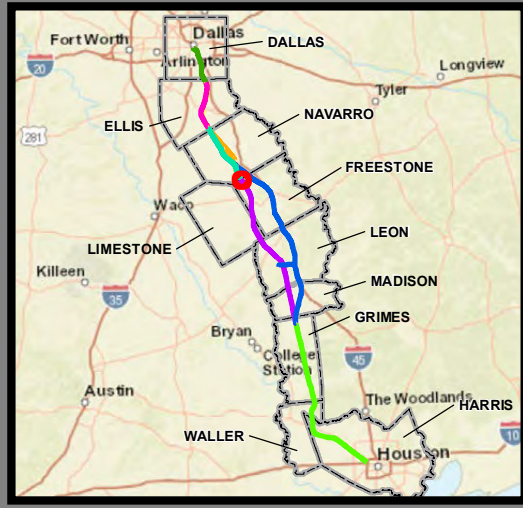 Fort Worth
Dallas
DALLAS
Arlington
Longview
20
Tyler
NAVARRO
ELLIS
281
FREESTONE
Waco
LEON
LIMESTONE
Killeen
MADISON
35
GRIMES
Bryan
College
Station
45
Austin
The Woodlands
HARRIS
WALLER
10
Houston